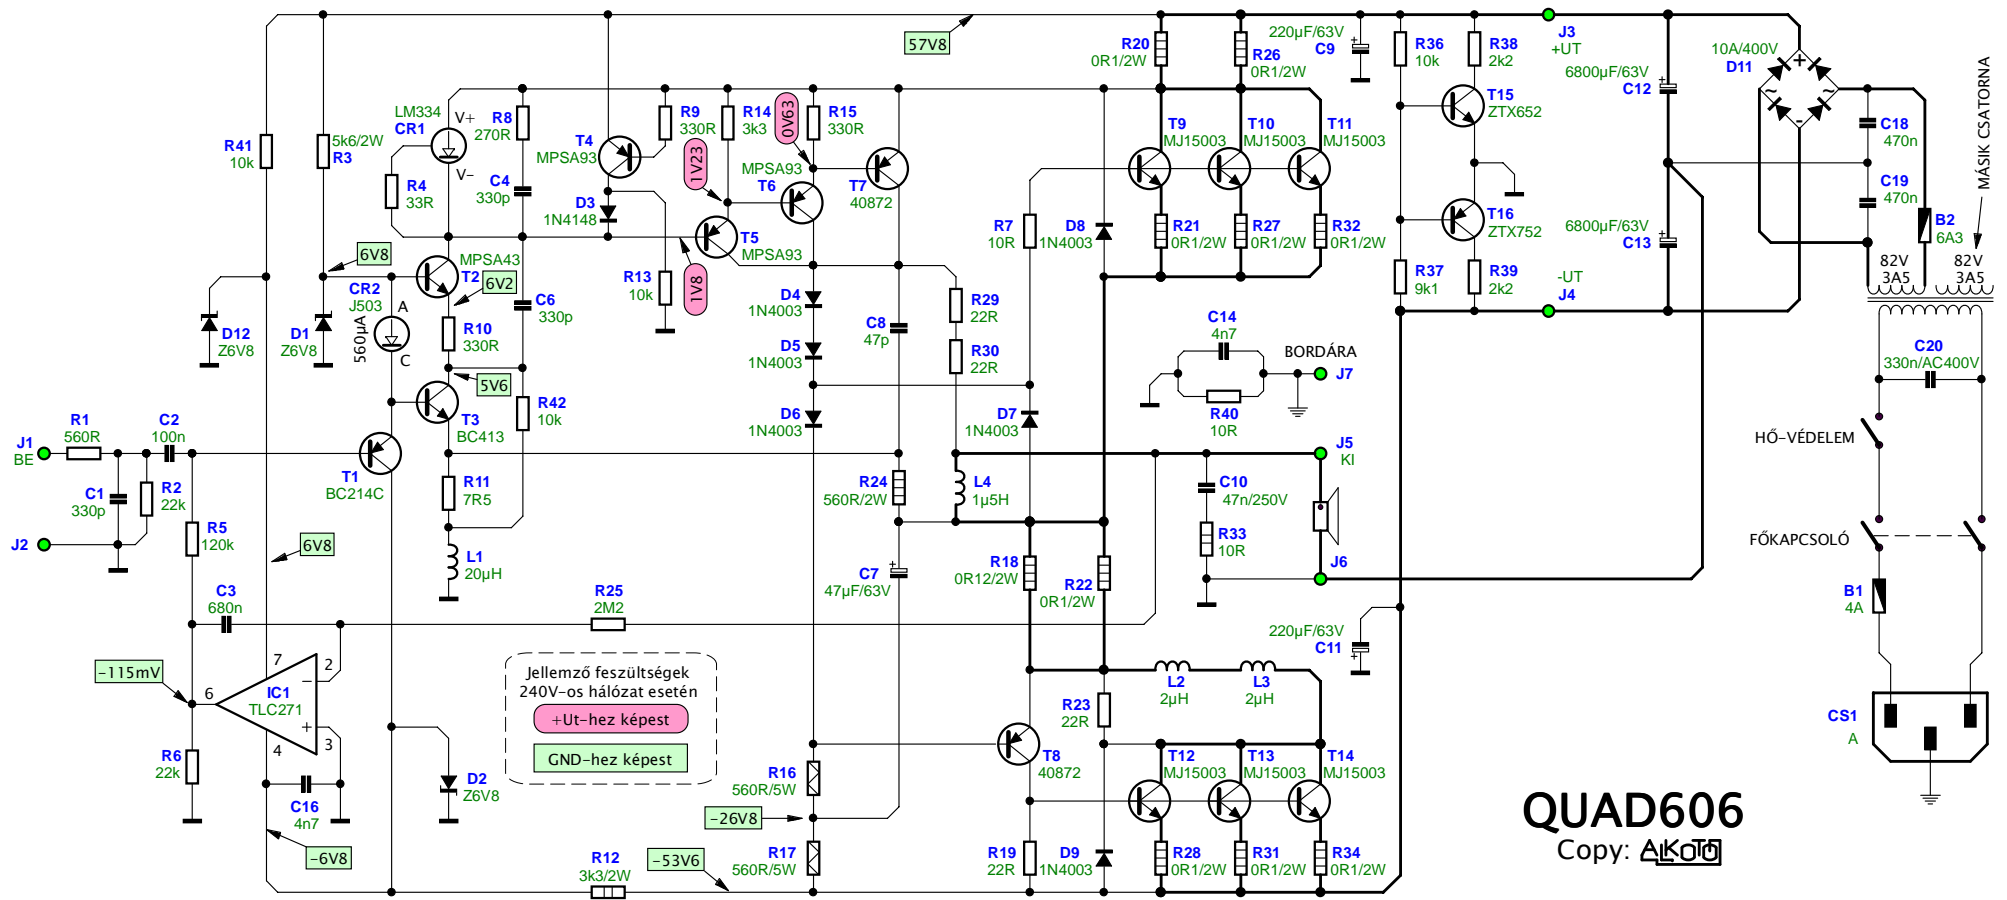 57V8
R20
0R1/2W
R26
0R1/2W
220µF/63V
+
C9
R36
10k
R38
2k2
J3
+UT
10A/400V
D11
6800µF/63V
+
C12
+
~
~
-
MÁSIK CSATORNA
R41
10k
5k6/2W
R3
LM334
CR1
V+
V-
R8
270R
T4
MPSA93
R9
330R
R14
3k3
0V63
R15
330R
T9
MJ15003
T10
MJ15003
T11
MJ15003
T15
ZTX652
C18
470n
R4
33R
C4
330p
1V23
MPSA93
T6
T7
40872
D3
1N4148
C19
470n
B2
6A3
T5
MPSA93
R7
10R
D8
1N4003
R21
0R1/2W
R27
0R1/2W
R32
0R1/2W
T16
ZTX752
6800µF/63V
+
C13
6V8
MPSA43
T2
6V2
CR2
J503
A
C
560µA
R13
10k
1V8
R37
9k1
R39
2k2
-UT
J4
82V
3A5
82V
3A5
D12
Z6V8
D1
Z6V8
R10
330R
C6
330p
D4
1N4003
D5
1N4003
C8
47p
R29
22R
R30
22R
C14
4n7
BORDÁRA
J7
R40
10R
C20
330n/AC400V
5V6
R42
10k
D6
1N4003
D7
1N4003
J1
BE
R1
560R
C2
100n
T3
BC413
HŐ-VÉDELEM
J5
KI
T1
BC214C
C1
330p
R2
22k
R11
7R5
R24
560R/2W
L4
1µ5H
C10
47n/250V
J2
R5
120k
6V8
L1
20µH
R33
10R
FŐKAPCSOLÓ
J6
C7
47µF/63V
+
R18
0R12/2W
R22
0R1/2W
B1
4A
C3
680n
R25
2M2
220µF/63V
C11
+
-115mV
6
7
2
IC1
TLC271
-
+
4
3
Jellemző feszültségek
240V-os hálózat esetén
+Ut-hez képest
GND-hez képest
L2
2µH
L3
2µH
R23
22R
CS1
A
R6
22k
C16
4n7
D2
Z6V8
R16
560R/5W
T8
40872
T12
MJ15003
T13
MJ15003
T14
MJ15003
-26V8
-6V8
R12
3k3/2W
-53V6
R17
560R/5W
R19
22R
D9
1N4003
R28
0R1/2W
R31
0R1/2W
R34
0R1/2W
QUAD606
Copy: ALKOTÓ